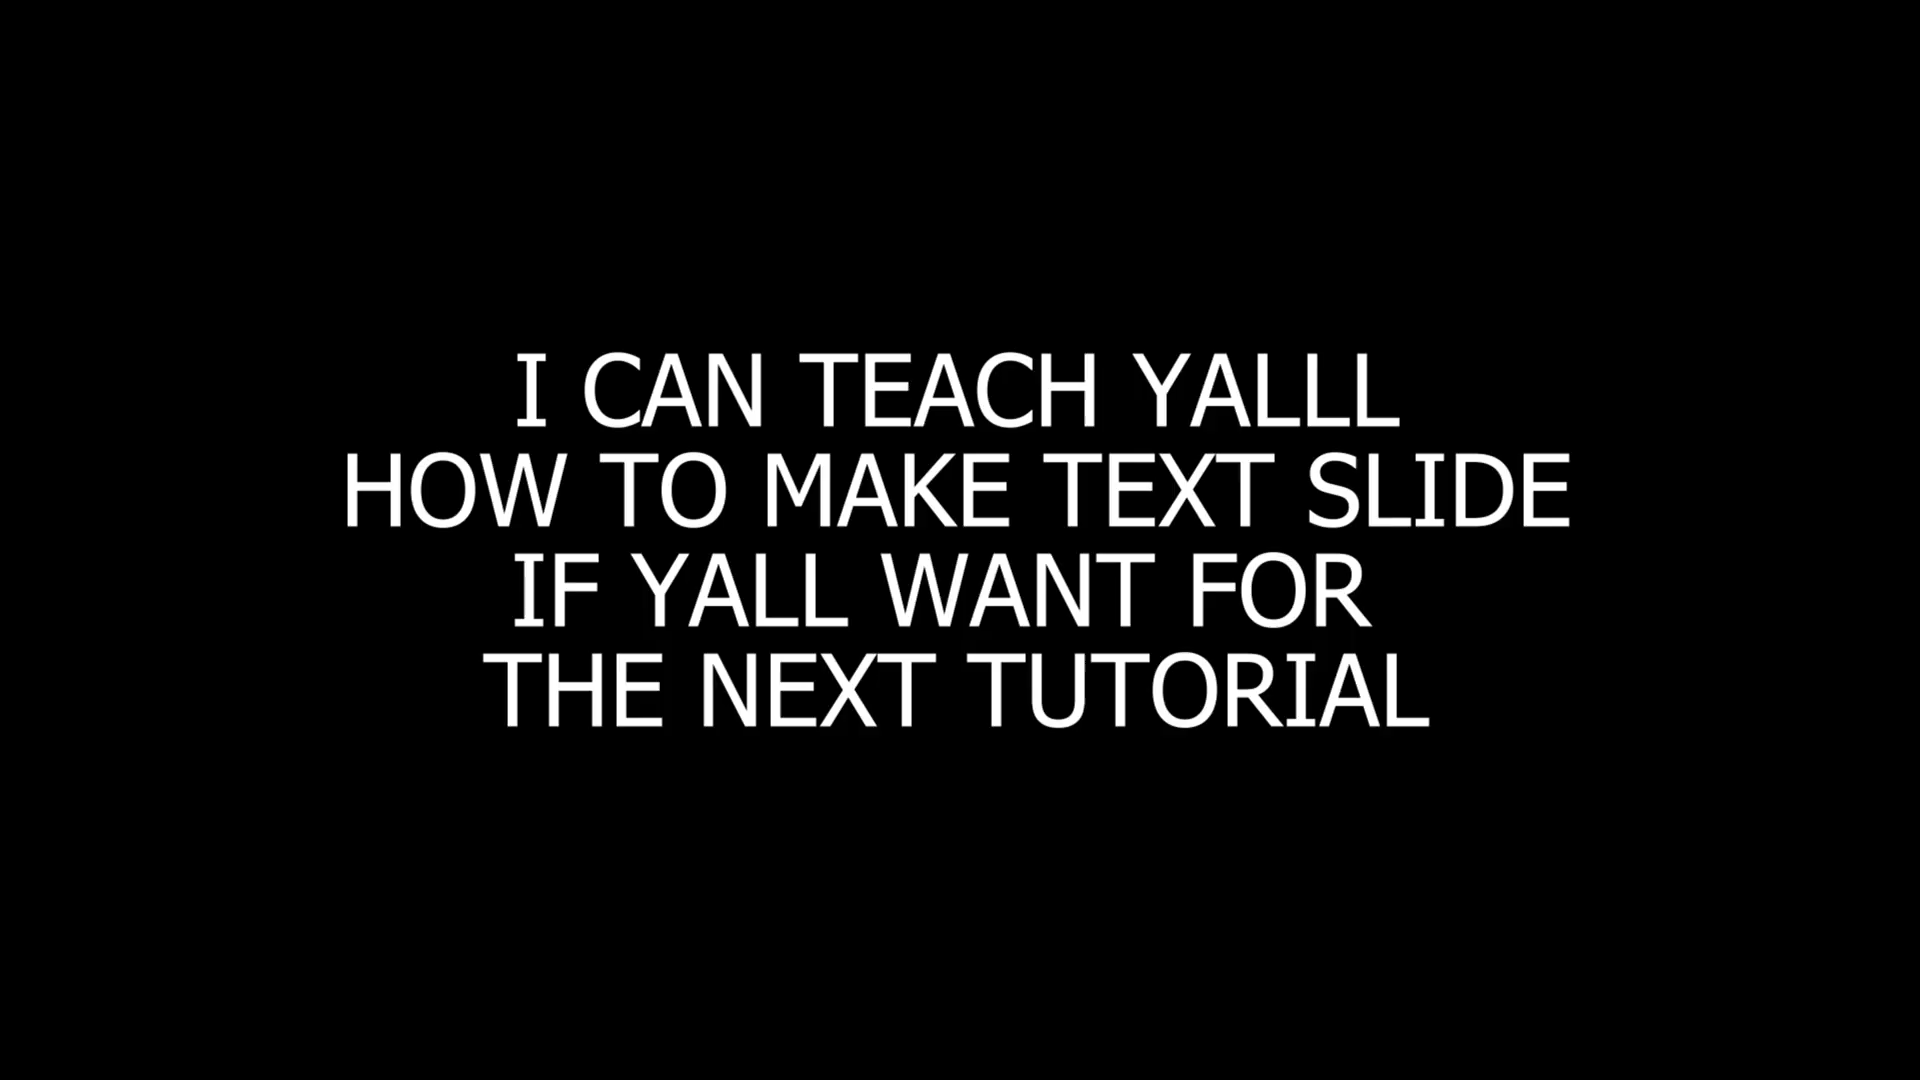 I CAN TEACH YALLL
HOW TO MAKE TEXT SLIDE
IF YALL WANT FOR
THE NEXT TUTORIAL